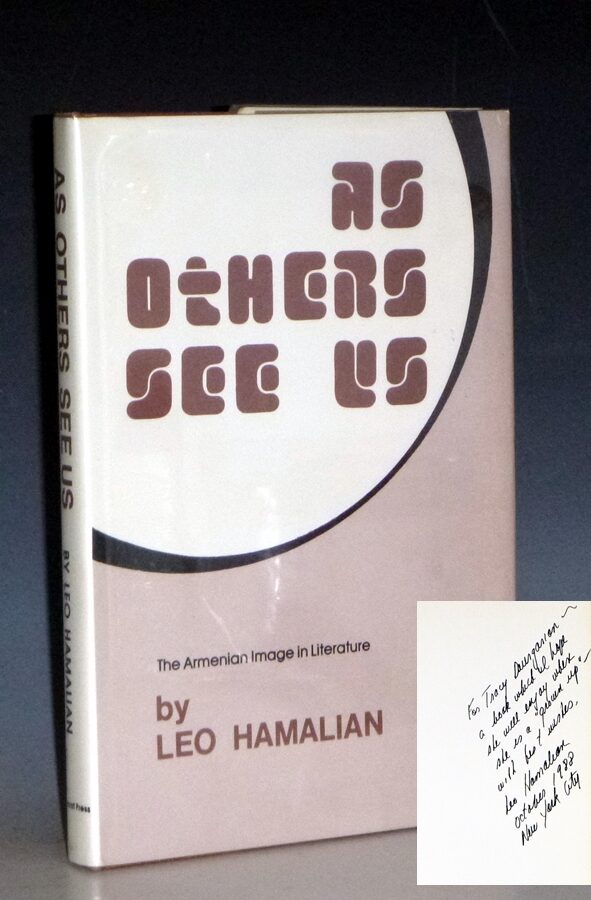 AS OTHERS SEE US BY LEO HAMALIAN
Press
AS
OTHERS
SEE US
The Armenian Image in Literature
by
LEO HAMALIAN
For Tracy
a book which I hope
she will enjoy when
she is a "grown up" –
with best wishes,
Leo Hamalian
October 1988
New York City